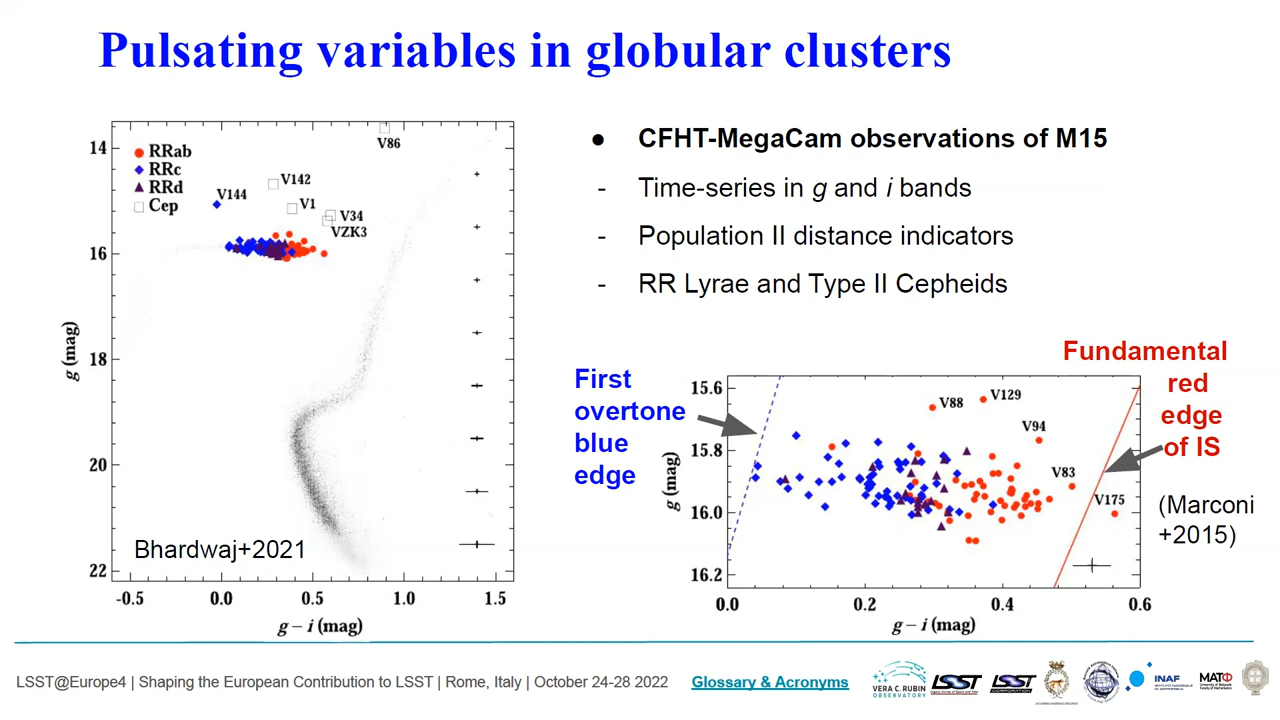 Pulsating variables in globular clusters
RRab
RRc
RRd
Cep
V86
V142
V144
V1
V34
VZK3
14
16
18
20
22
g (mag)
-0.5 0.0 0.5 1.0 1.5
g – i (mag)
Bhardwaj+2021
● CFHT-MegaCam observations of M15
- Time-series in g and i bands
- Population II distance indicators
- RR Lyrae and Type II Cepheids
First
overtone
blue
edge
Fundamental
red
edge
of IS
(Marconi
+2015)
15.6
15.8
16.0
16.2
g (mag)
V88
V129
V94
V83
V175
0.0 0.2 0.4 0.6
g – i (mag)
LSST@Europe4 | Shaping the European Contribution to LSST | Rome, Italy | October 24-28 2022
Glossary & Acronyms
VERA C. RUBIN
OBSERVATORY
LSST
LSST
CORPORATION
INAF
MATF